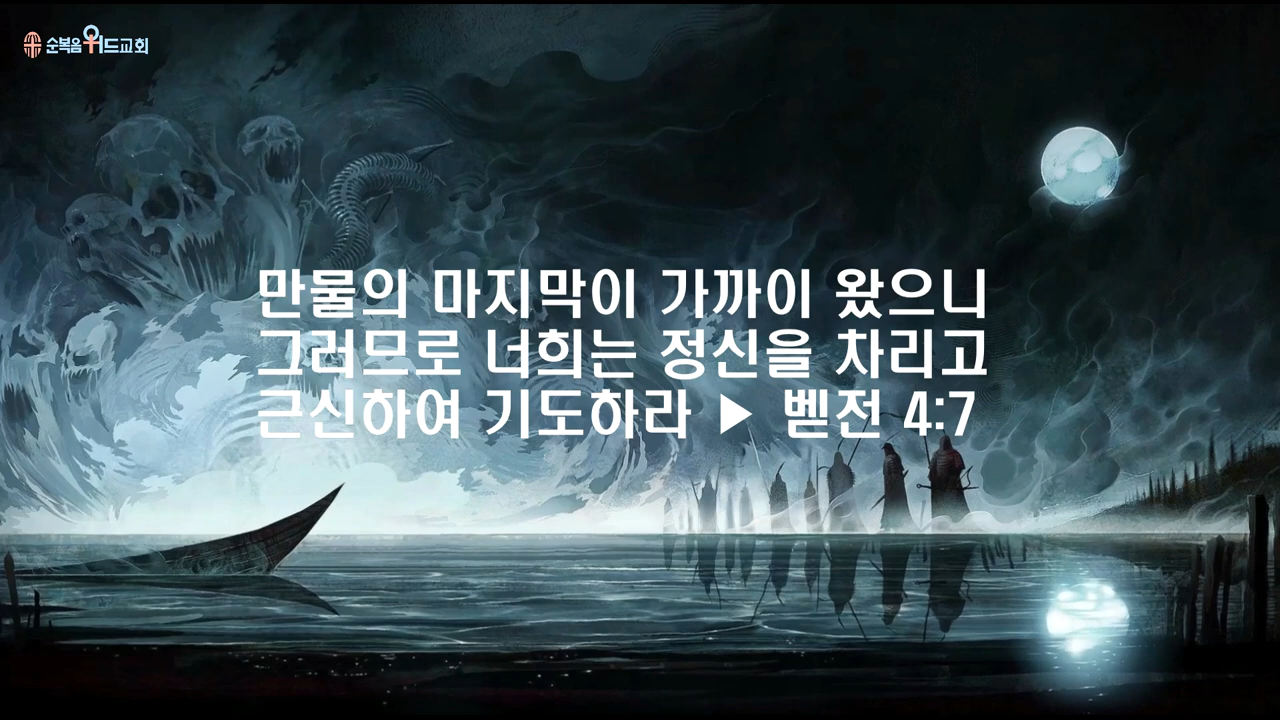 순복음위드교회
만물의 마지막이 가까이 왔으니
그러므로 너희는 정신을 차리고
근신하여 기도하라 ▶ 벧전 4:7